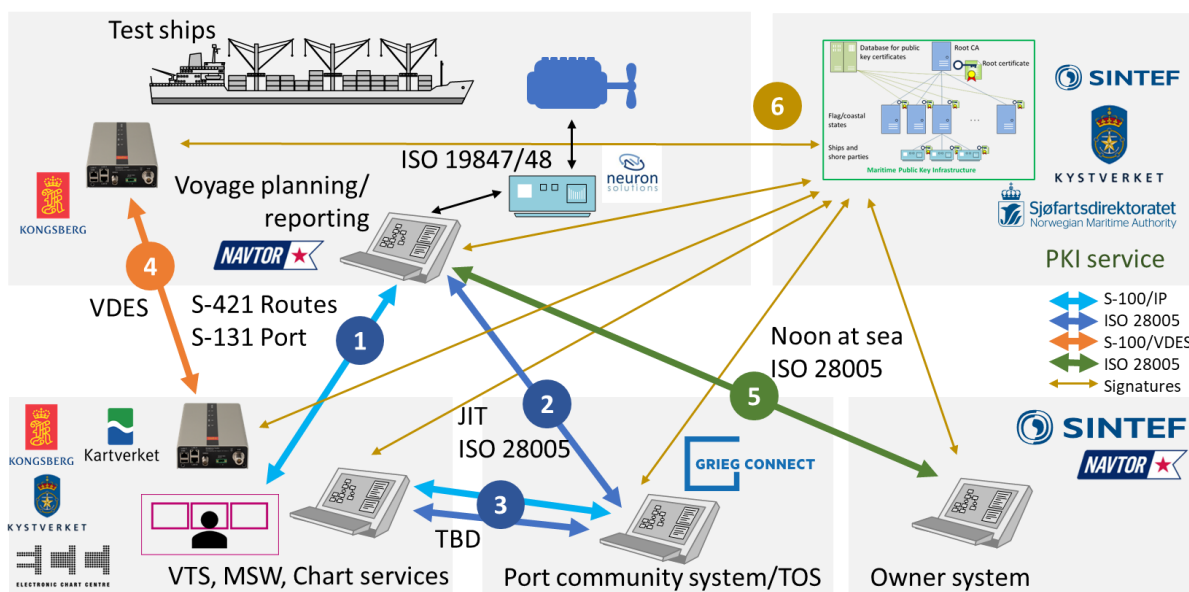 Test ships
ISO 19847/48
neuron
solutions
KONGSBERG
Voyage planning/
reporting
NAVTOR
4
VDES
S-421 Routes
S-131 Port
1
6
Database for public
key certificates
Root CA
Root certificate
Flag/coastal
states
...
Ships and
shore parties
Maritime Public Key Infrastructure
SINTEF
KYSTVERKET
Sjøfartsdirektoratet
Norwegian Maritime Authority
PKI service
S-100/IP
ISO 28005
S-100/VDES
ISO 28005
Signatures
Noon at sea
ISO 28005
5
2
JIT
ISO 28005
3
TBD
KONGSBERG
Kartverket
KYSTVERKET
ELECTRONIC CHART CENTRE
VTS, MSW, Chart services
GRIEG CONNECT
Port community system/TOS
SINTEF
NAVTOR
Owner system